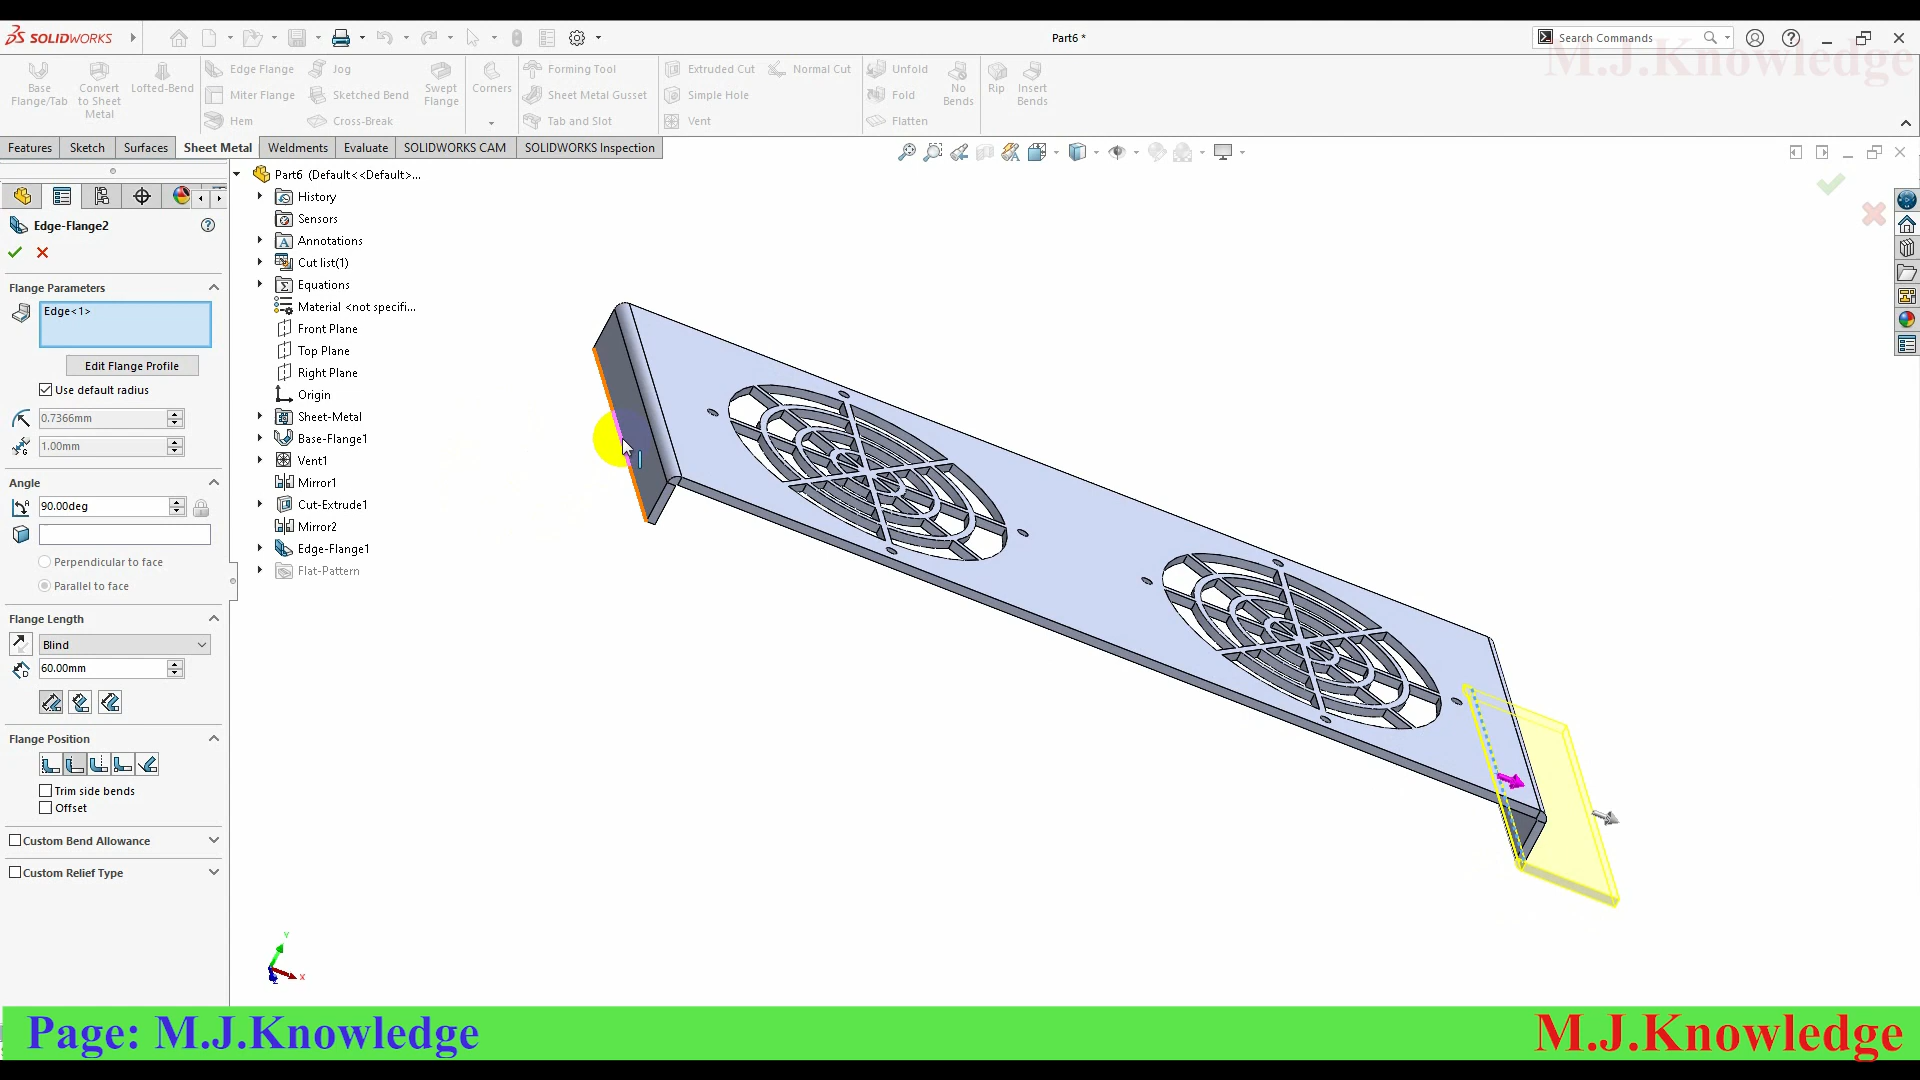 SOLIDWORKS
Part6 *
Search Commands
M.J.Knowledge
Base Flange/Tab
Convert to Sheet Metal
Lofted-Bend
Edge Flange
Miter Flange
Hem
Jog
Sketched Bend
Cross-Break
Swept Flange
Corners
Forming Tool
Sheet Metal Gusset
Tab and Slot
Extruded Cut
Simple Hole
Vent
Normal Cut
Unfold
Fold
Flatten
No Bends
Rip
Insert Bends
Features
Sketch
Surfaces
Sheet Metal
Weldments
Evaluate
SOLIDWORKS CAM
SOLIDWORKS Inspection
Edge-Flange2
Flange Parameters
Edge<1>
Edit Flange Profile
Use default radius
0.7366mm
1.00mm
Angle
90.00deg
Perpendicular to face
Parallel to face
Flange Length
Blind
60.00mm
Flange Position
Trim side bends
Offset
Custom Bend Allowance
Custom Relief Type
Part6 (Default<<Default>...
History
Sensors
Annotations
Cut list(1)
Equations
Material <not specifi...
Front Plane
Top Plane
Right Plane
Origin
Sheet-Metal
Base-Flange1
Vent1
Mirror1
Cut-Extrude1
Mirror2
Edge-Flange1
Flat-Pattern
Y
X
Z
Page: M.J.Knowledge
M.J.Knowledge